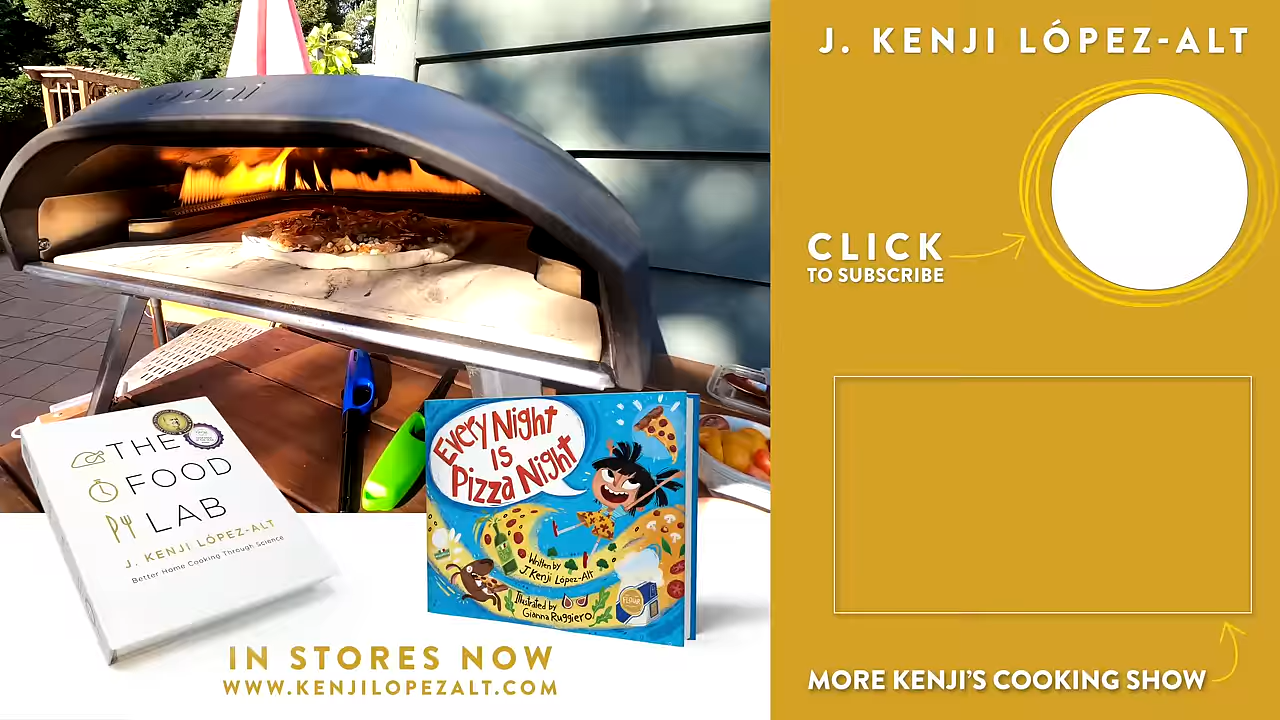 ooni
THE
FOOD
LAB
J. KENJI LÓPEZ-ALT
Better Home Cooking Through Science
Every Night
Is
Pizza Night
Written by
J. Kenji López-Alt
Illustrated by
Gianna Ruggiero
FLOUR
IN STORES NOW
WWW.KENJILOPEZALT.COM
J. KENJI LÓPEZ-ALT
CLICK
TO SUBSCRIBE
MORE KENJI'S COOKING SHOW